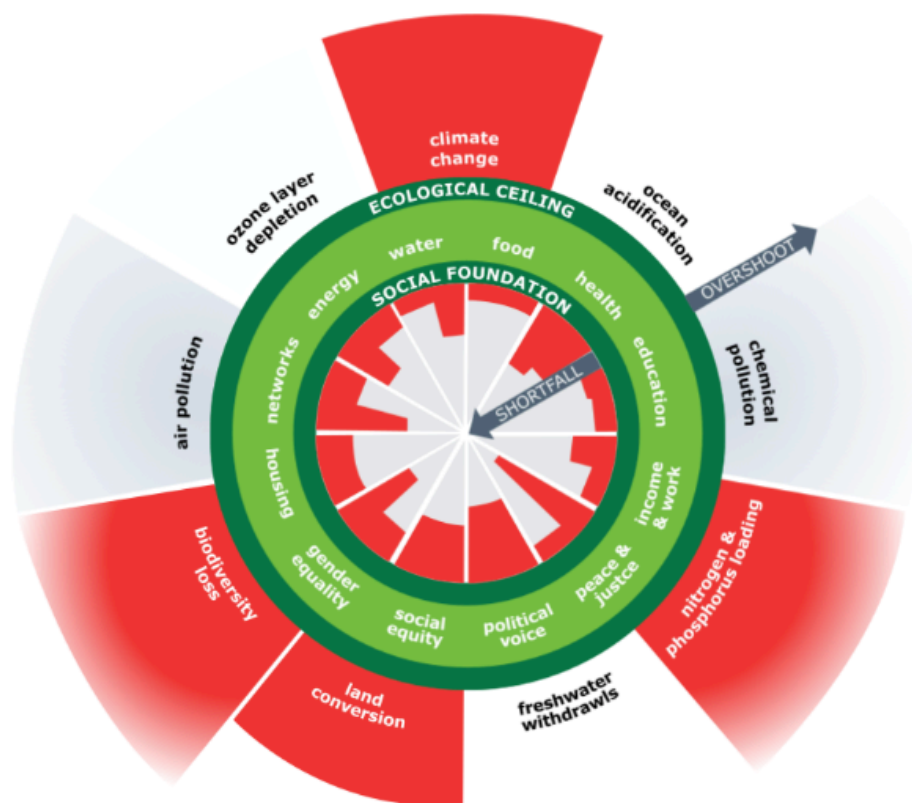 climate
change
ocean
acidification
OVERSHOOT
chemical
pollution
nitrogen &
phosphorus loading
freshwater
withdrawls
land
conversion
biodiversity
loss
air pollution
ozone layer
depletion
ECOLOGICAL CEILING
water
food
health
education
income
& work
peace &
justce
political
voice
social
equity
gender
equality
housing
networks
energy
SOCIAL FOUNDATION
SHORTFALL